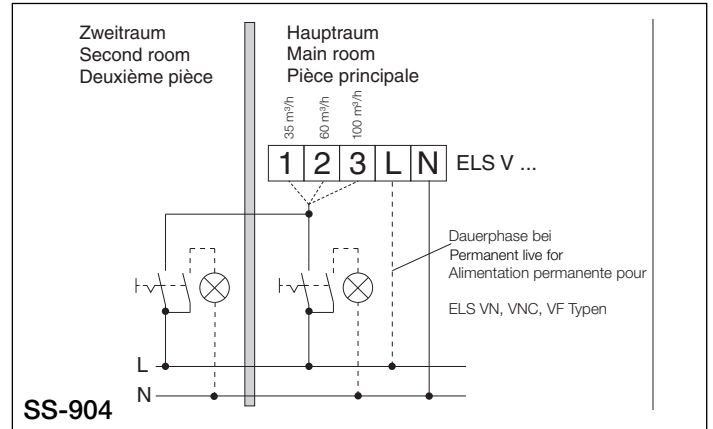 Zweitraum
Second room
Deuxième pièce
Hauptraum
Main room
Pièce principale
35 m³/h
60 m³/h
100 m³/h
1 2 3 L N ELS V ...
Dauerphase bei
Permanent live for
Alimentation permanente pour
ELS VN, VNC, VF Typen
L
N
SS-904